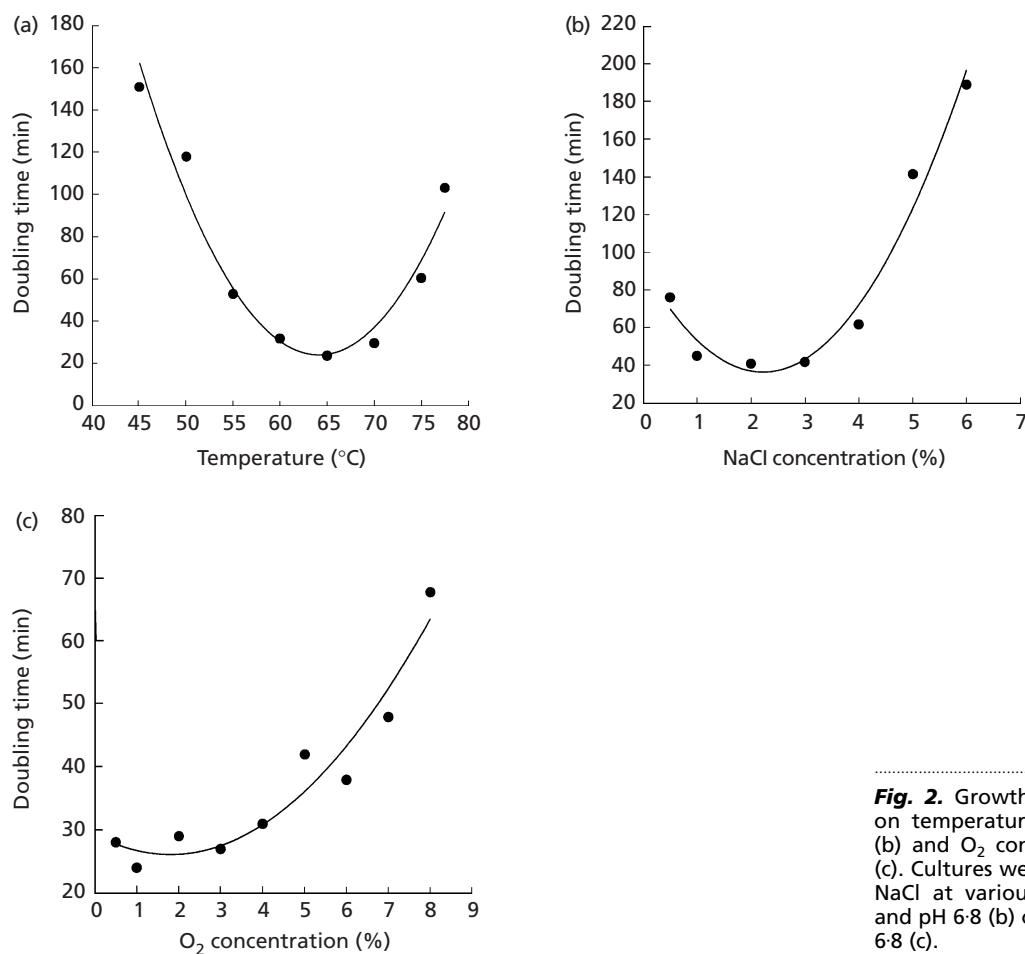 (a)
180
160
140
120
100
80
60
40
20
0
Doubling time (min)
40 45 50 55 60 65 70 75 80
Temperature (°C)
(b)
220
200
180
160
140
120
100
80
60
40
20
Doubling time (min)
0 1 2 3 4 5 6 7
NaCl concentration (%)
(c)
80
70
60
50
40
30
20
Doubling time (min)
0 1 2 3 4 5 6 7 8 9
O₂ concentration (%)
Fig. 2. Growth
on temperatur
(b) and O₂ con
(c). Cultures we
NaCl at variou
and pH 6·8 (b) c
6·8 (c).